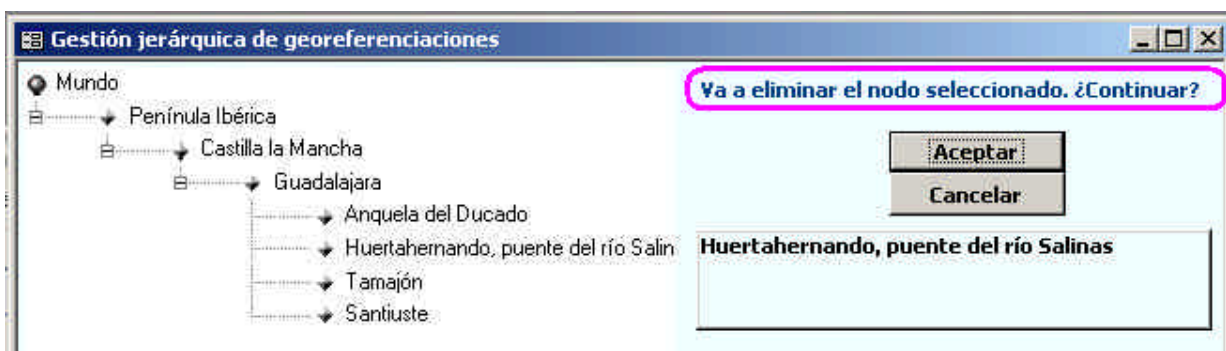 Gestión jerárquica de georeferenciaciones
Mundo
Penínula Ibérica
Castilla la Mancha
Guadalajara
Anquela del Ducado
Huertahernando, puente del río Salin
Tamajón
Santiuste
Va a eliminar el nodo seleccionado. ¿Continuar?
Aceptar
Cancelar
Huertahernando, puente del río Salinas